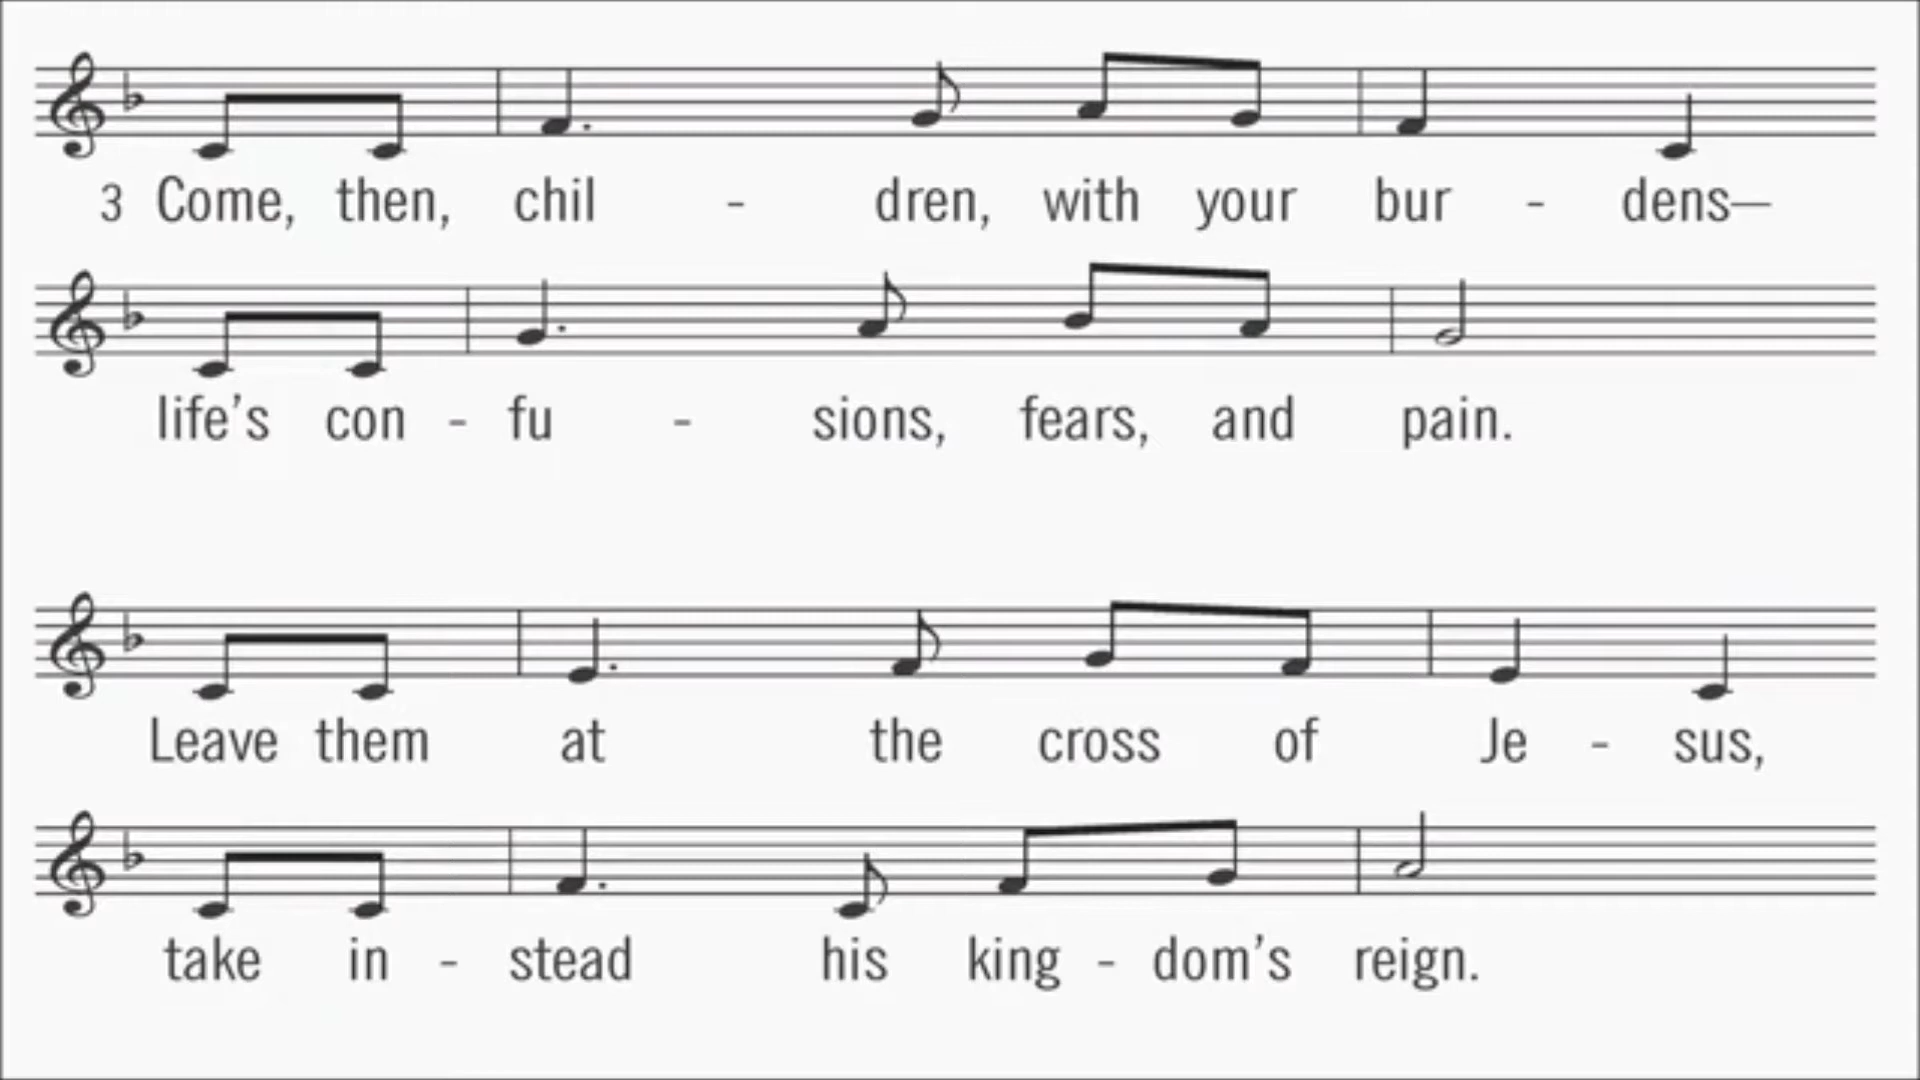 3 Come, then, chil - dren, with your bur - dens—
life’s con - fu - sions, fears, and pain.
Leave them at the cross of Je - sus,
take in - stead his king - dom’s reign.